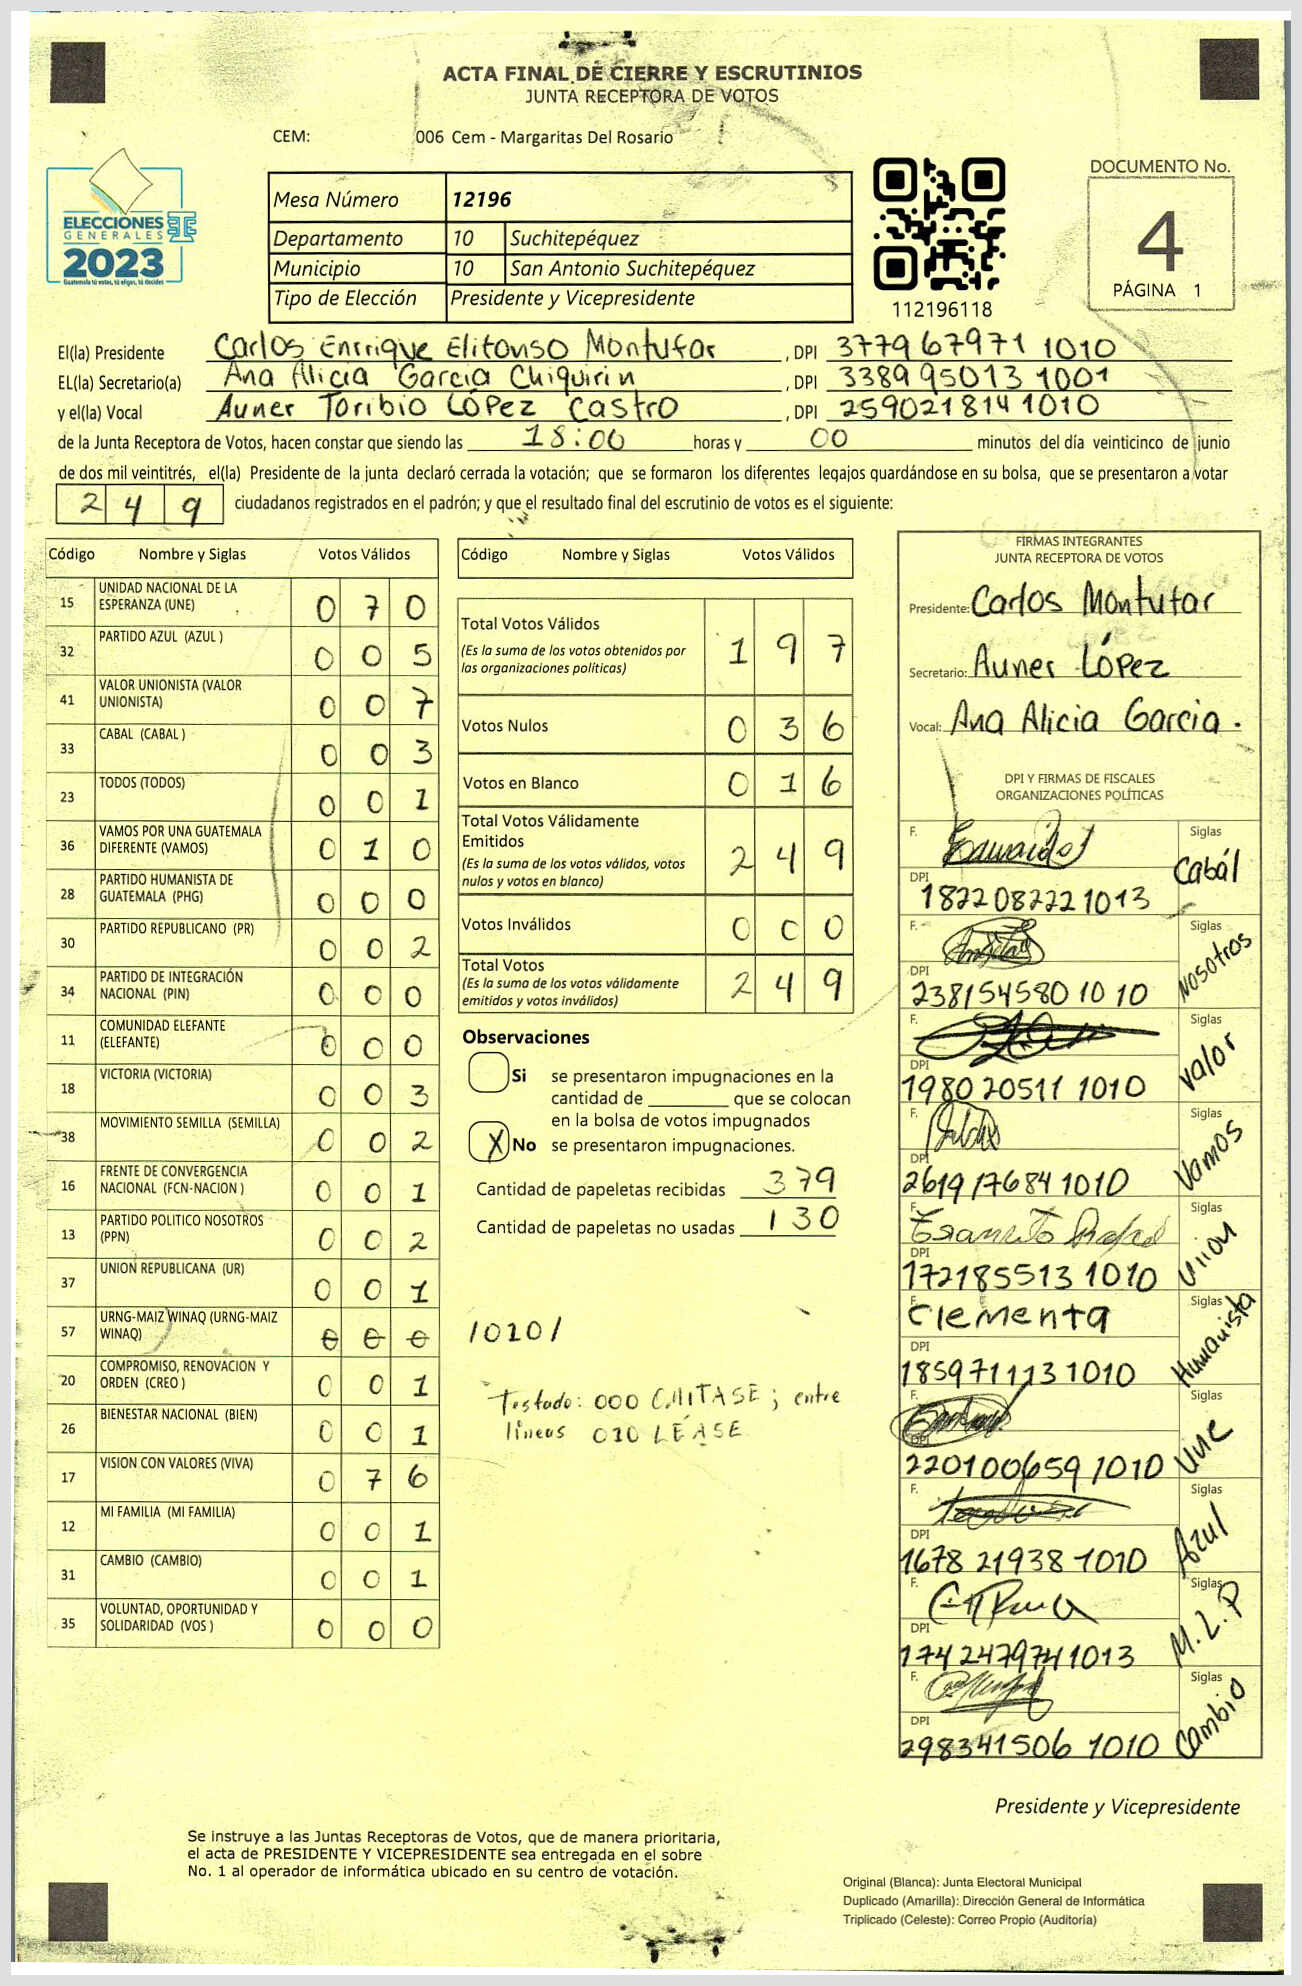 ACTA FINAL DE CIERRE Y ESCRUTINIOS
JUNTA RECEPTORA DE VOTOS
CEM: 006 Cem - Margaritas Del Rosario
ELECCIONES
GENERALES
2023
Guatemala tú votas, tú eliges, tú decides
Mesa Número 12196
Departamento 10 Suchitepéquez
Municipio 10 San Antonio Suchitepéquez
Tipo de Elección Presidente y Vicepresidente
112196118
DOCUMENTO No.
4
PÁGINA 1
El(la) Presidente Carlos Enrrique Elifonso Montufar , DPI 377967971 1010
EL(la) Secretario(a) Ana Alicia Garcia Chiquirin , DPI 338995013 1001
y el(la) Vocal Auner Toribio López Castro , DPI 259021814 1010
de la Junta Receptora de Votos, hacen constar que siendo las 18:00 horas y 00 minutos del día veinticinco de junio
de dos mil veintitrés, el(la) Presidente de la junta declaró cerrada la votación; que se formaron los diferentes legajos quardándose en su bolsa, que se presentaron a votar
2 4 9 ciudadanos registrados en el padrón; y que el resultado final del escrutinio de votos es el siguiente:
Código Nombre y Siglas Votos Válidos
15 UNIDAD NACIONAL DE LA ESPERANZA (UNE) 0 7 0
32 PARTIDO AZUL (AZUL ) 0 0 5
41 VALOR UNIONISTA (VALOR UNIONISTA) 0 0 7
33 CABAL (CABAL ) 0 0 3
23 TODOS (TODOS) 0 0 1
36 VAMOS POR UNA GUATEMALA DIFERENTE (VAMOS) 0 1 0
28 PARTIDO HUMANISTA DE GUATEMALA (PHG) 0 0 0
30 PARTIDO REPUBLICANO (PR) 0 0 2
34 PARTIDO DE INTEGRACIÓN NACIONAL (PIN) 0 0 0
11 COMUNIDAD ELEFANTE (ELEFANTE) 0 0 0
18 VICTORIA (VICTORIA) 0 0 3
38 MOVIMIENTO SEMILLA (SEMILLA) 0 0 2
16 FRENTE DE CONVERGENCIA NACIONAL (FCN-NACION ) 0 0 1
13 PARTIDO POLITICO NOSOTROS (PPN) 0 0 2
37 UNION REPUBLICANA (UR) 0 0 1
57 URNG-MAIZ WINAQ (URNG-MAIZ WINAQ) 0 0 0 /010/
20 COMPROMISO, RENOVACION Y ORDEN (CREO ) 0 0 1
26 BIENESTAR NACIONAL (BIEN) 0 0 1
17 VISION CON VALORES (VIVA) 0 7 6
12 MI FAMILIA (MI FAMILIA) 0 0 1
31 CAMBIO (CAMBIO) 0 0 1
35 VOLUNTAD, OPORTUNIDAD Y SOLIDARIDAD (VOS ) 0 0 0
Código Nombre y Siglas Votos Válidos
Total Votos Válidos 1 9 7
(Es la suma de los votos obtenidos por
las organizaciones políticas)
Votos Nulos 0 3 6
Votos en Blanco 0 1 6
Total Votos Válidamente
Emitidos 2 4 9
(Es la suma de los votos válidos, votos
nulos y votos en blanco)
Votos Inválidos 0 0 0
Total Votos 2 4 9
(Es la suma de los votos válidamente
emitidos y votos inválidos)
Observaciones
Si se presentaron impugnaciones en la
cantidad de ________ que se colocan
en la bolsa de votos impugnados
X No se presentaron impugnaciones.
Cantidad de papeletas recibidas 379
Cantidad de papeletas no usadas 130
Testado: 000 OMITASE; entre
líneas 010 LÉASE
FIRMAS INTEGRANTES
JUNTA RECEPTORA DE VOTOS
Presidente: Carlos Montufar
Secretario: Auner López
Vocal: Ana Alicia Garcia.
DPI Y FIRMAS DE FISCALES
ORGANIZACIONES POLÍTICAS
F. Siglas Cabál
DPI 1822 08222 1013
F. Siglas Nosotros
DPI 238154580 10 10
F. Siglas Valor
DPI 1980 20511 1010
F. Siglas Vamos
DPI 2619 17684 1010
F. Siglas Union
DPI 172185513 1010
F. Clementa Siglas Humanista
DPI 185971113 1010
F. Siglas Une
DPI 220100659 1010
F. Siglas Azul
DPI 1678 21938 1010
F. Siglas M.L.P
DPI 174247974 1013
F. Siglas Cambio
DPI 298341506 1010
Presidente y Vicepresidente
Se instruye a las Juntas Receptoras de Votos, que de manera prioritaria,
el acta de PRESIDENTE Y VICEPRESIDENTE sea entregada en el sobre
No. 1 al operador de informática ubicado en su centro de votación.
Original (Blanca): Junta Electoral Municipal
Duplicado (Amarilla): Dirección General de Informática
Triplicado (Celeste): Correo Propio (Auditoría)